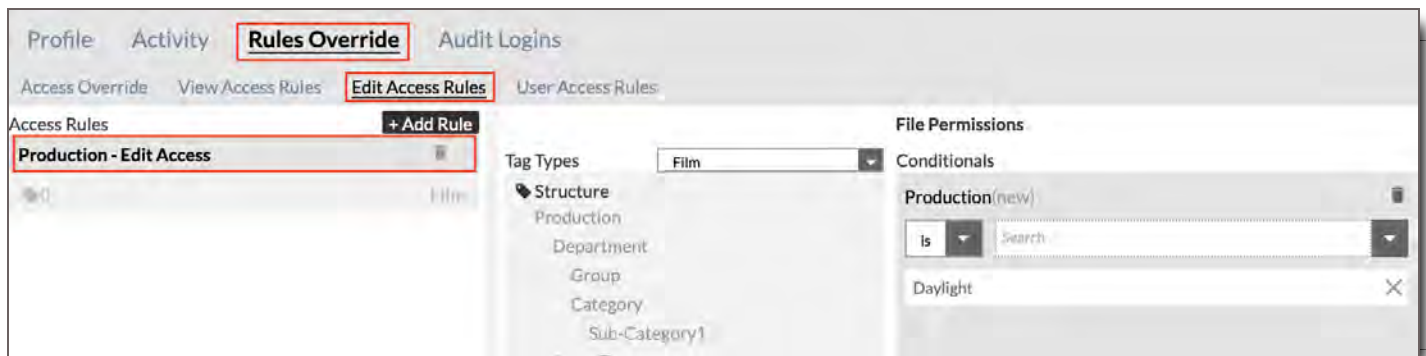 Profile Activity Rules Override Audit Logins
Access Override View Access Rules Edit Access Rules User Access Rules
Access Rules + Add Rule
Production - Edit Access
0 Film
Tag Types Film
Structure
Production
Department
Group
Category
Sub-Category1
File Permissions
Conditionals
Production(new)
is Search
Daylight